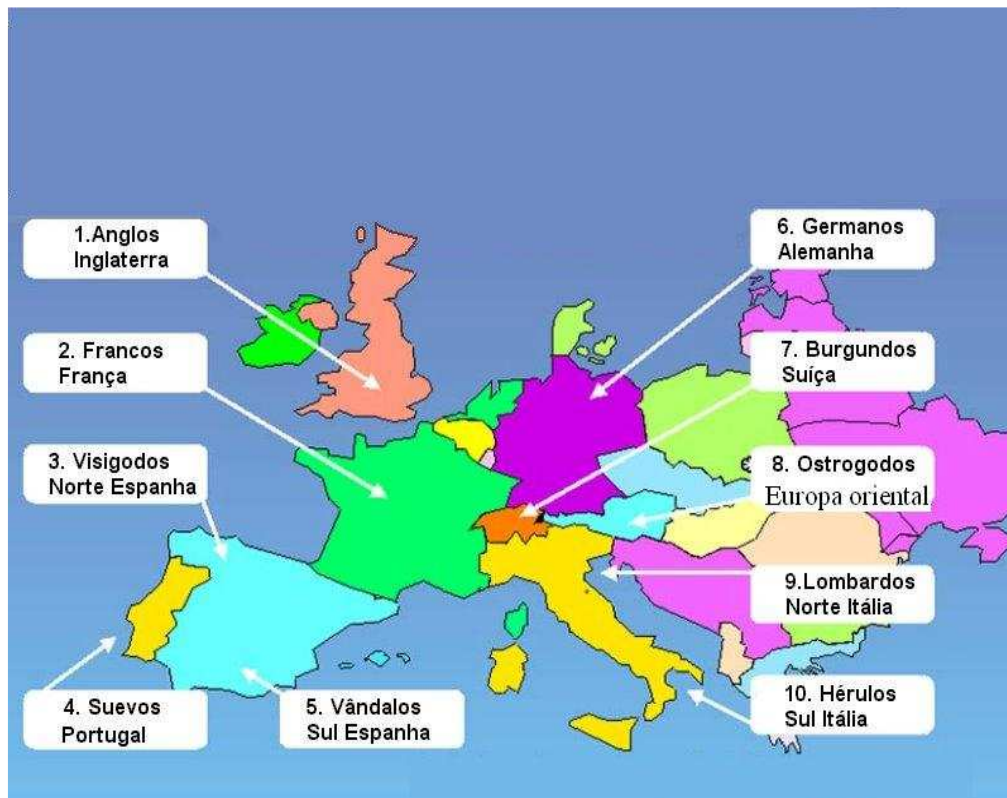 1.Anglos
Inglaterra
2. Francos
França
3. Visigodos
Norte Espanha
4. Suevos
Portugal
5. Vândalos
Sul Espanha
6. Germanos
Alemanha
7. Burgundos
Suíça
8. Ostrogodos
Europa oriental
9.Lombardos
Norte Itália
10. Hérulos
Sul Itália